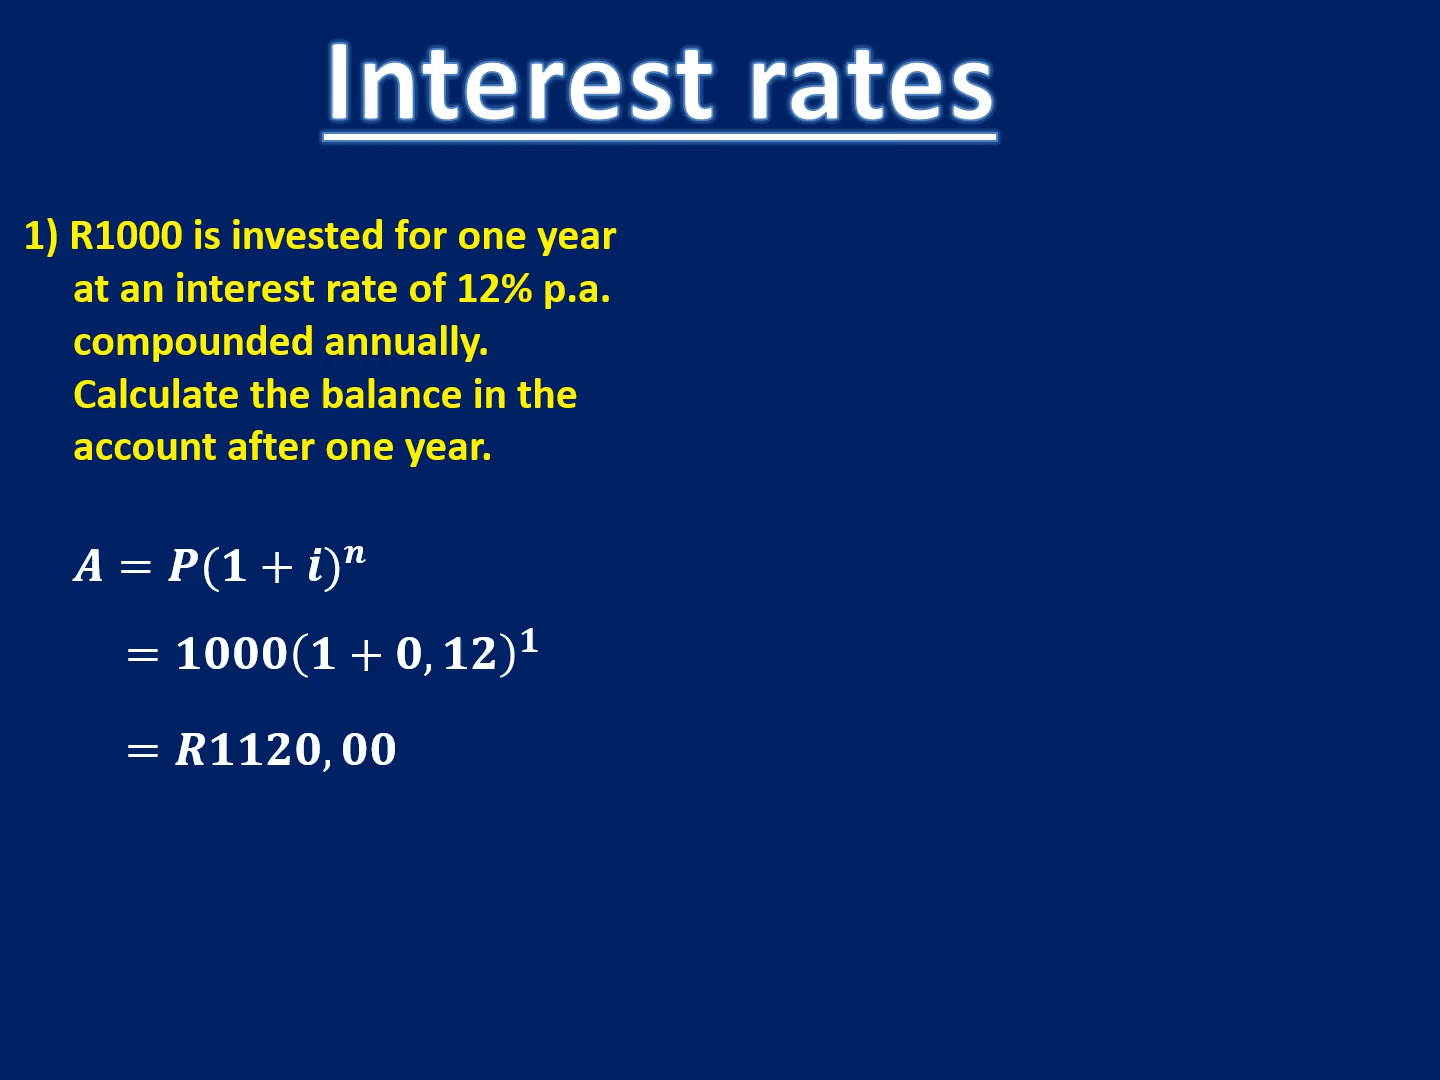 Interest rates
1) R1000 is invested for one year
at an interest rate of 12% p.a.
compounded annually.
Calculate the balance in the
account after one year.
A = P(1 + i)ⁿ
= 1000(1 + 0,12)¹
= R1120,00